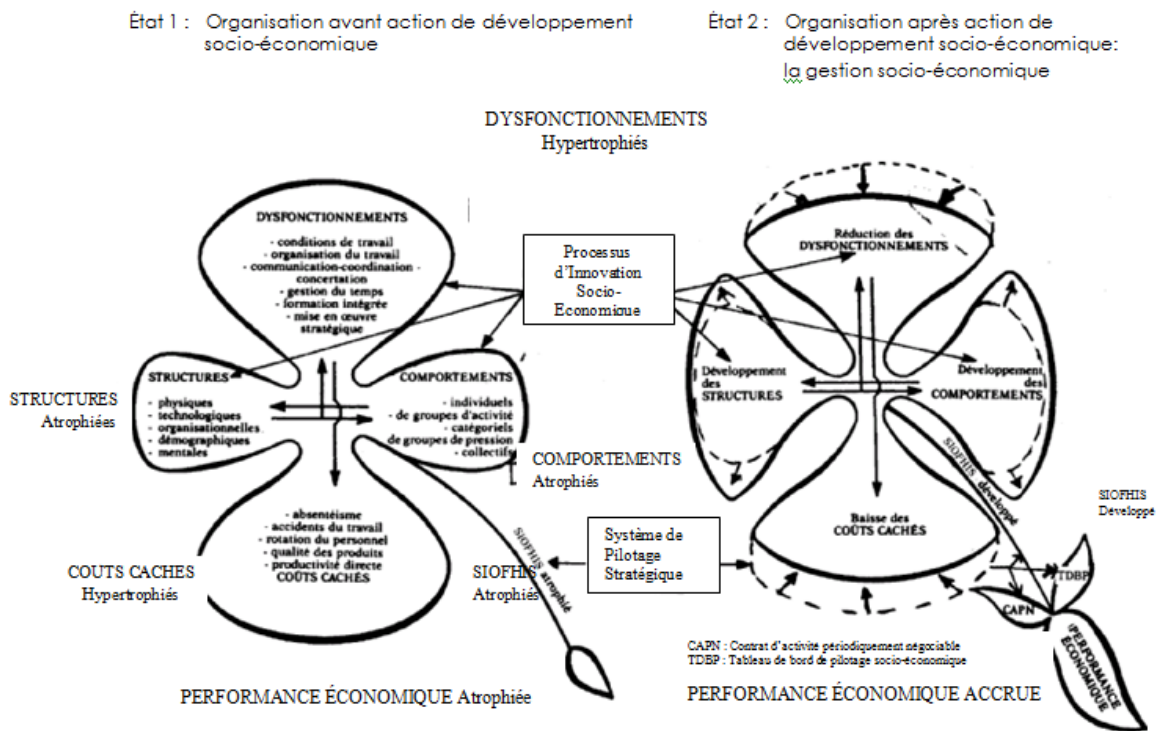 État 1 : Organisation avant action de développement
socio-économique
État 2 : Organisation après action de
développement socio-économique:
la gestion socio-économique
DYSFONCTIONNEMENTS
Hypertrophiés
DYSFONCTIONNEMENTS
- conditions de travail
- organisation du travail
- communication-coordination -
concertation
- gestion du temps
- formation intégrée
- mise en œuvre
stratégique
Processus
d'Innovation
Socio-
Economique
Réduction des
DYSFONCTIONNEMENTS
STRUCTURES
Atrophiées
STRUCTURES
- physiques
- technologiques
- organisationnelles.
- démographiques
- mentales
COMPORTEMENTS
- individuels
- de groupes d'activité
- catégoriels
de groupes de pression
- collectifs
COMPORTEMENTS
Atrophiés
Développement
des
STRUCTURES
Développement
des
COMPORTEMENTS
- absentéisme
- accidents du travail
- rotation du personnel
- qualité des produits
- productivité directe
COÛTS CACHÉS
COUTS CACHES
Hypertrophiés
SIOFHIS
Atrophiés
SIOFHIS atrophié
Système de
Pilotage
Stratégique
Baisse des
COÛTS CACHÉS
SIOFHIS développé
SIOFHIS
Développé
TDBP
CAPN
PERFORMANCE
ÉCONOMIQUE
CAPN : Contrat d'activité périodiquement négociable
TDBP : Tableau de bord de pilotage socio-économique
PERFORMANCE ÉCONOMIQUE Atrophiée
PERFORMANCE ÉCONOMIQUE ACCRUE